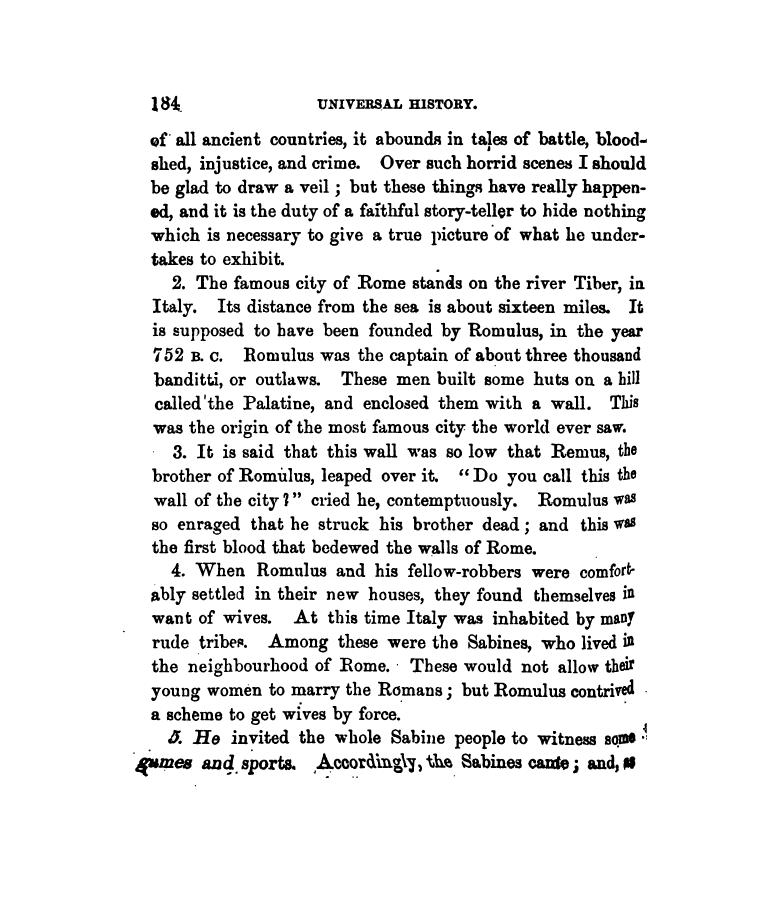 184 UNIVERSAL HISTORY.
of all ancient countries, it abounds in tales of battle, blood-
shed, injustice, and crime. Over such horrid scenes I should
be glad to draw a veil; but these things have really happen-
ed, and it is the duty of a faithful story-teller to hide nothing
which is necessary to give a true picture of what he under-
takes to exhibit.
2. The famous city of Rome stands on the river Tiber, in
Italy. Its distance from the sea is about sixteen miles. It
is supposed to have been founded by Romulus, in the year
752 B. C. Romulus was the captain of about three thousand
banditti, or outlaws. These men built some huts on a hill
called the Palatine, and enclosed them with a wall. This
was the origin of the most famous city the world ever saw.
3. It is said that this wall was so low that Remus, the
brother of Romulus, leaped over it. "Do you call this the
wall of the city?" cried he, contemptuously. Romulus was
so enraged that he struck his brother dead; and this was
the first blood that bedewed the walls of Rome.
4. When Romulus and his fellow-robbers were comfort-
ably settled in their new houses, they found themselves in
want of wives. At this time Italy was inhabited by many
rude tribes. Among these were the Sabines, who lived in
the neighbourhood of Rome. These would not allow their
young women to marry the Romans; but Romulus contrived
a scheme to get wives by force.
5. He invited the whole Sabine people to witness some
games and sports. Accordingly, the Sabines came; and, as